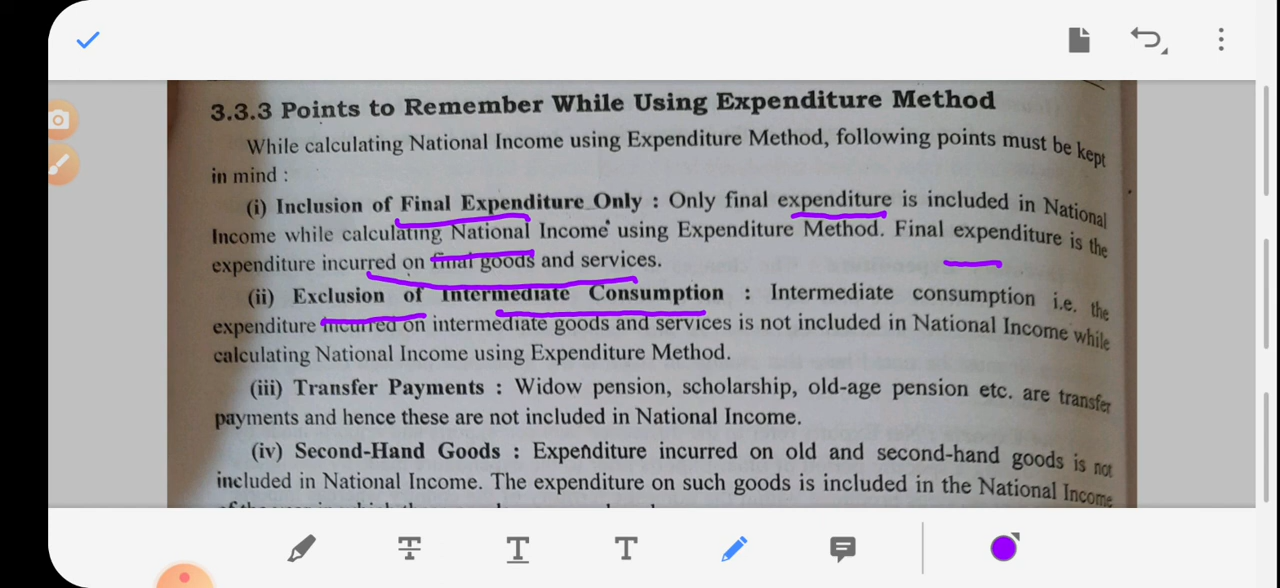 3.3.3 Points to Remember While Using Expenditure Method
While calculating National Income using Expenditure Method, following points must be kept
in mind :
(i) Inclusion of Final Expenditure Only : Only final expenditure is included in National
Income while calculating National Income using Expenditure Method. Final expenditure is the
expenditure incurred on final goods and services.
(ii) Exclusion of Intermediate Consumption : Intermediate consumption i.e. the
expenditure incurred on intermediate goods and services is not included in National Income while
calculating National Income using Expenditure Method.
(iii) Transfer Payments : Widow pension, scholarship, old-age pension etc. are transfer
payments and hence these are not included in National Income.
(iv) Second-Hand Goods : Expenditure incurred on old and second-hand goods is not
included in National Income. The expenditure on such goods is included in the National Income